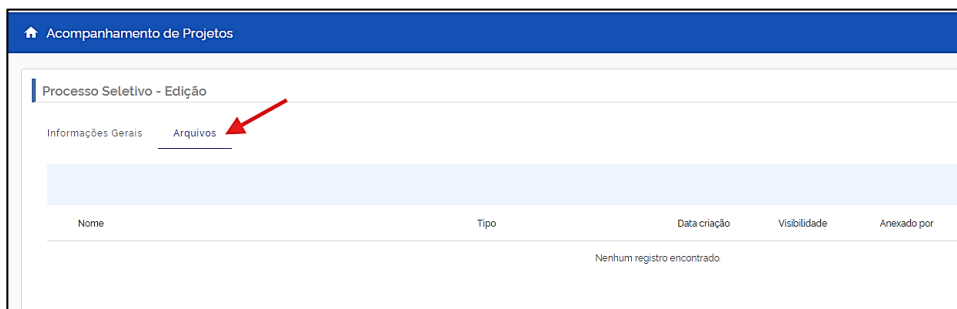 Acompanhamento de Projetos
Processo Seletivo - Edição
Informações Gerais Arquivos
Nome Tipo Data criação Visibilidade Anexado por
Nenhum registro encontrado.